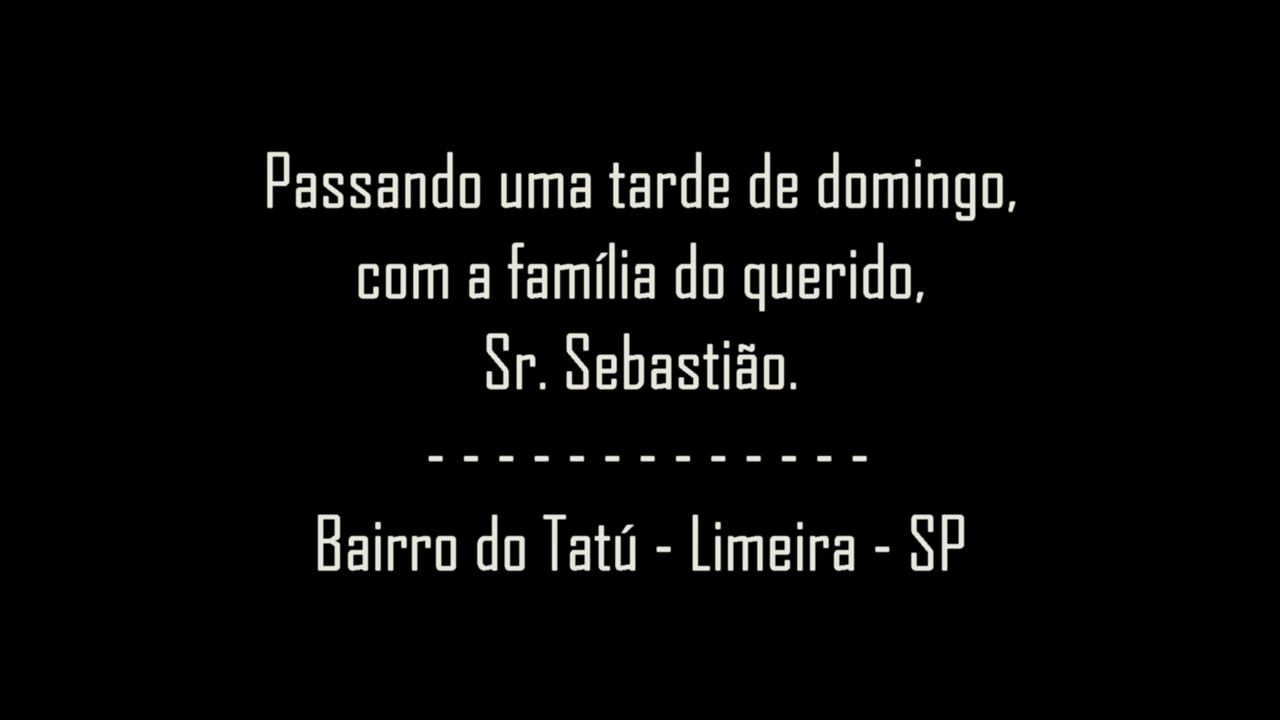 Passando uma tarde de domingo,
com a família do querido,
Sr. Sebastião.
- - - - - - - - - - - - -
Bairro do Tatú - Limeira - SP